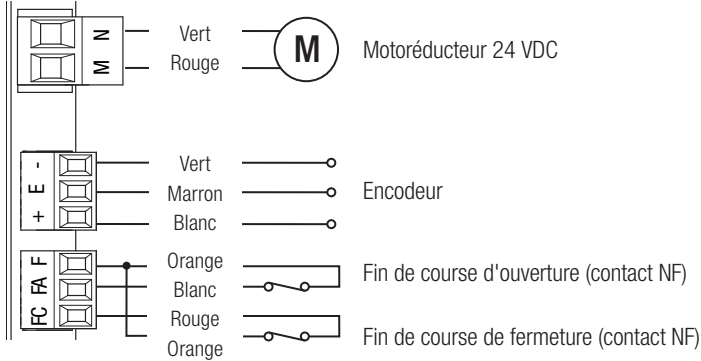 N Vert
M Rouge
M Motoréducteur 24 VDC
- Vert
E Marron Encodeur
+ Blanc
F Orange
FA Blanc Fin de course d'ouverture (contact NF)
FC Rouge
Orange Fin de course de fermeture (contact NF)